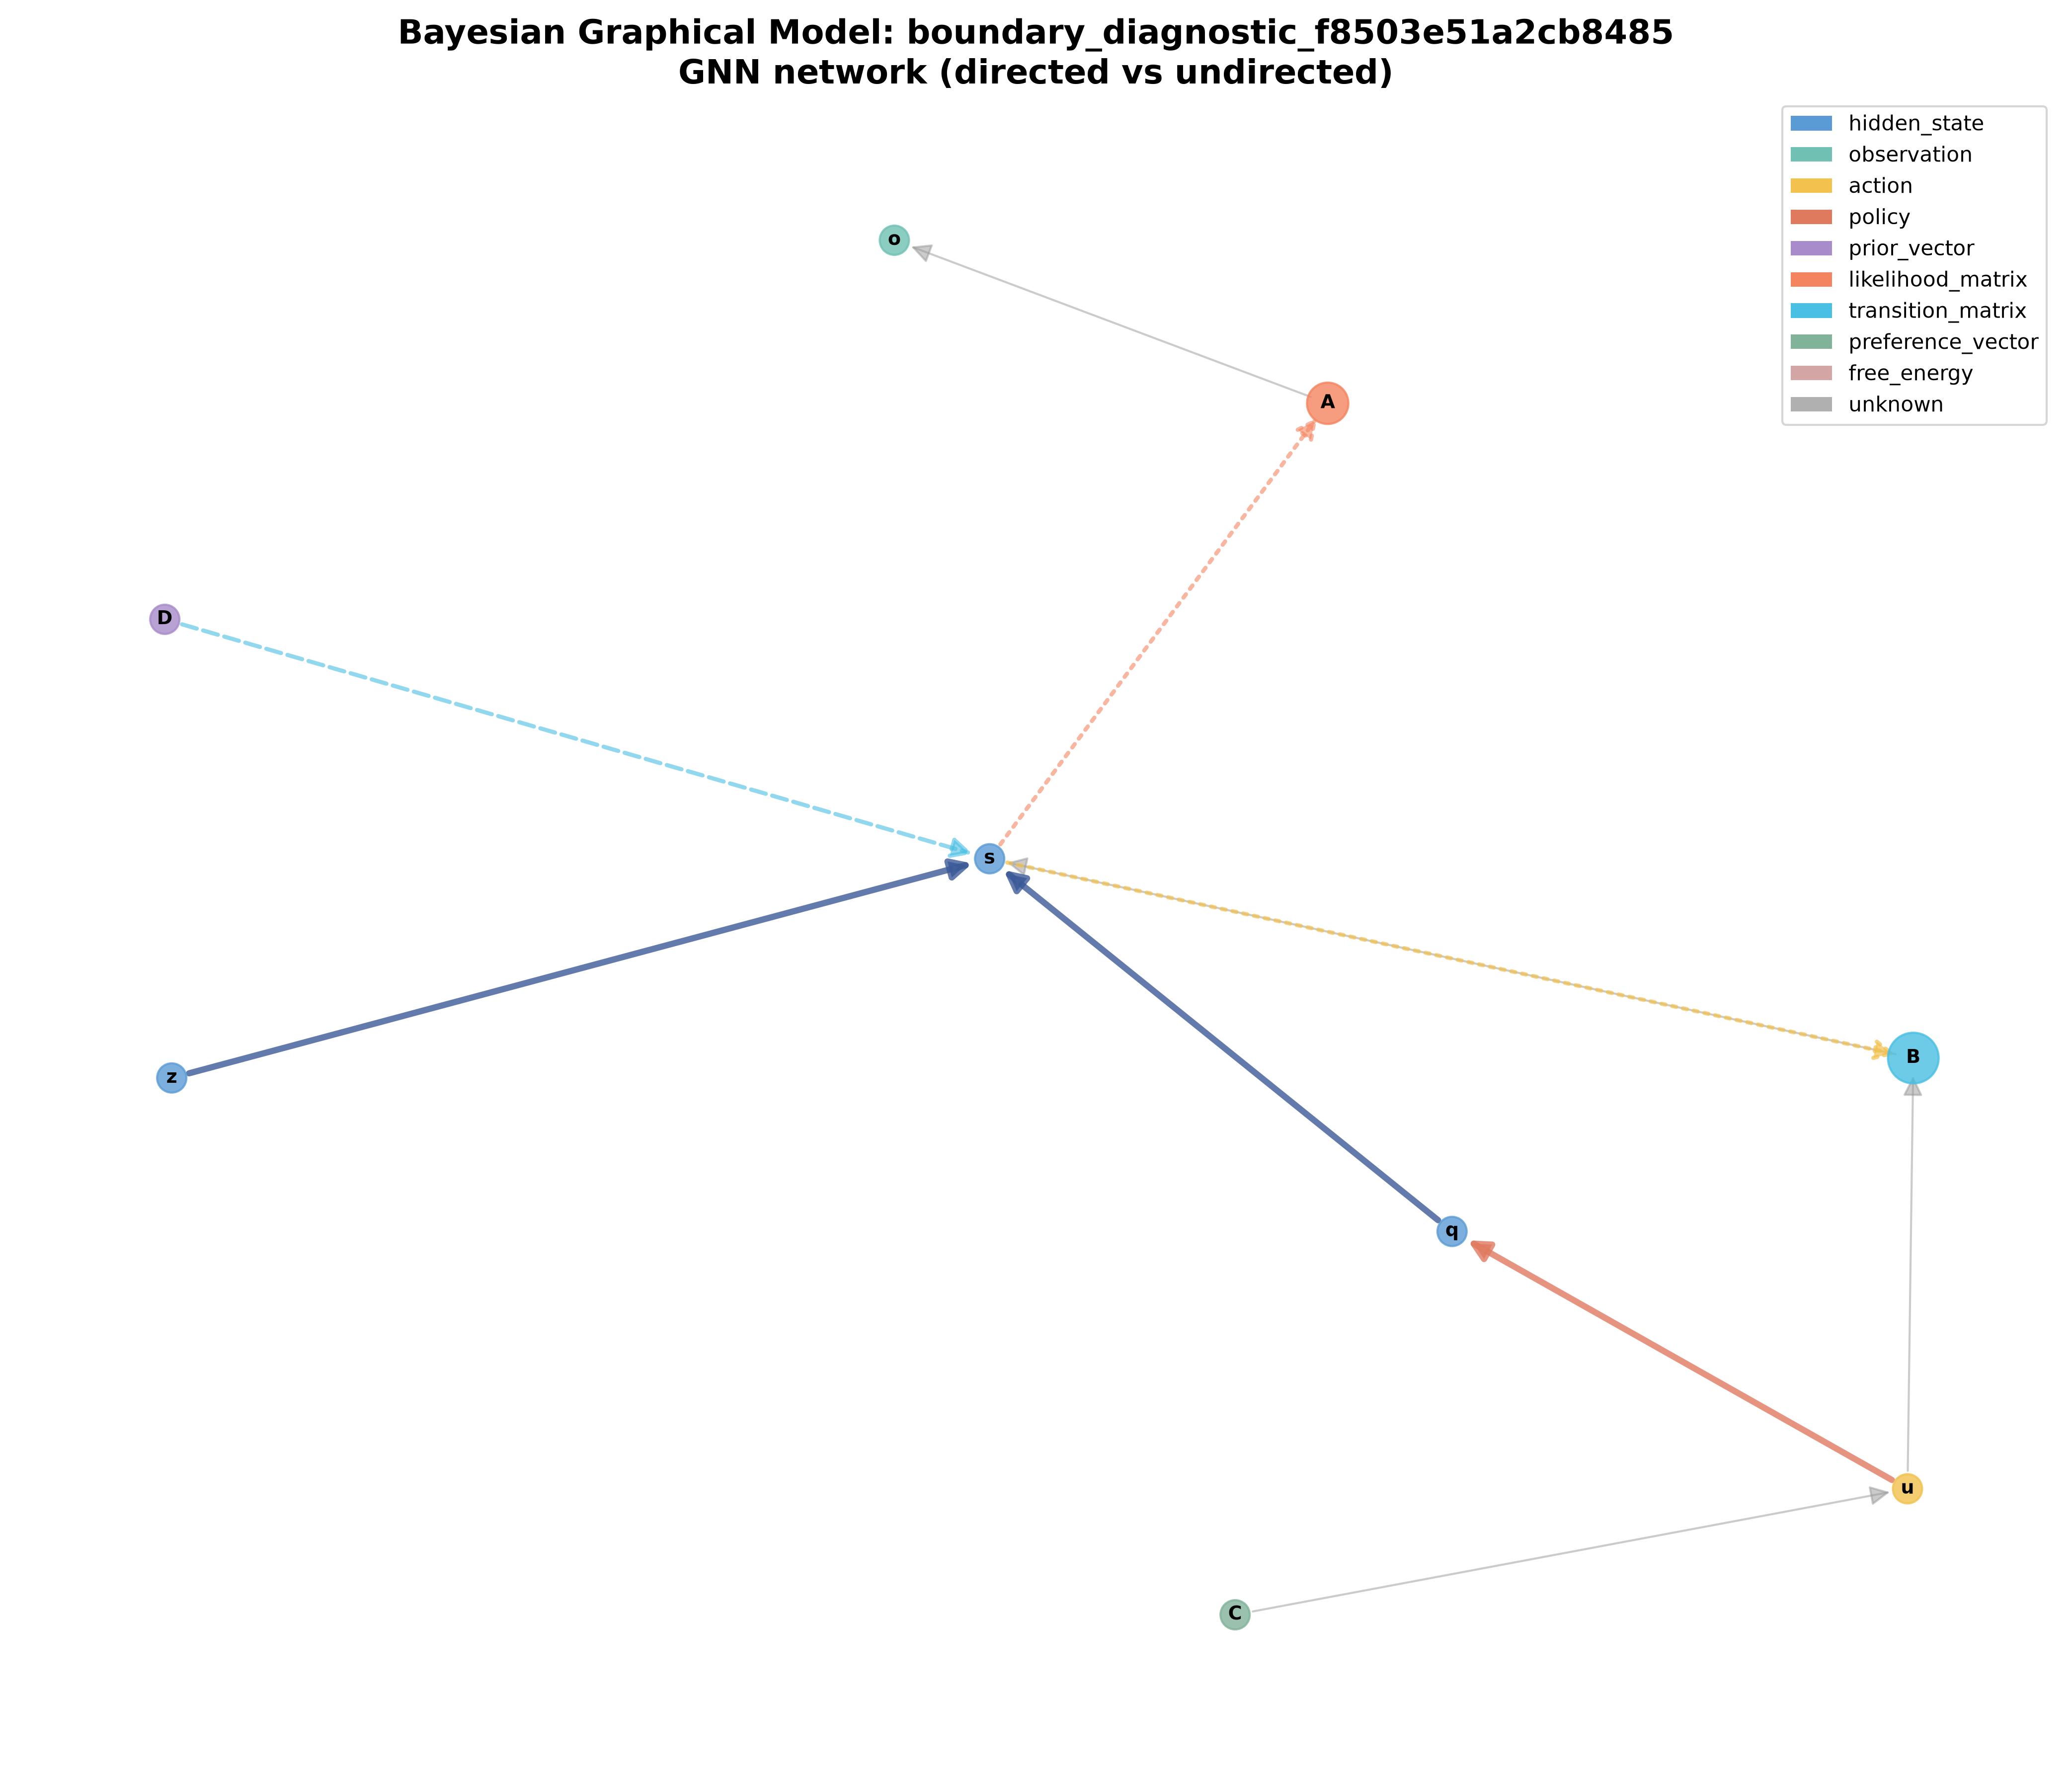 Bayesian Graphical Model: boundary_diagnostic_f8503e51a2cb8485
GNN network (directed vs undirected)
hidden_state
observation
action
policy
prior_vector
likelihood_matrix
transition_matrix
preference_vector
free_energy
unknown
o
A
D
s
B
z
q
u
C